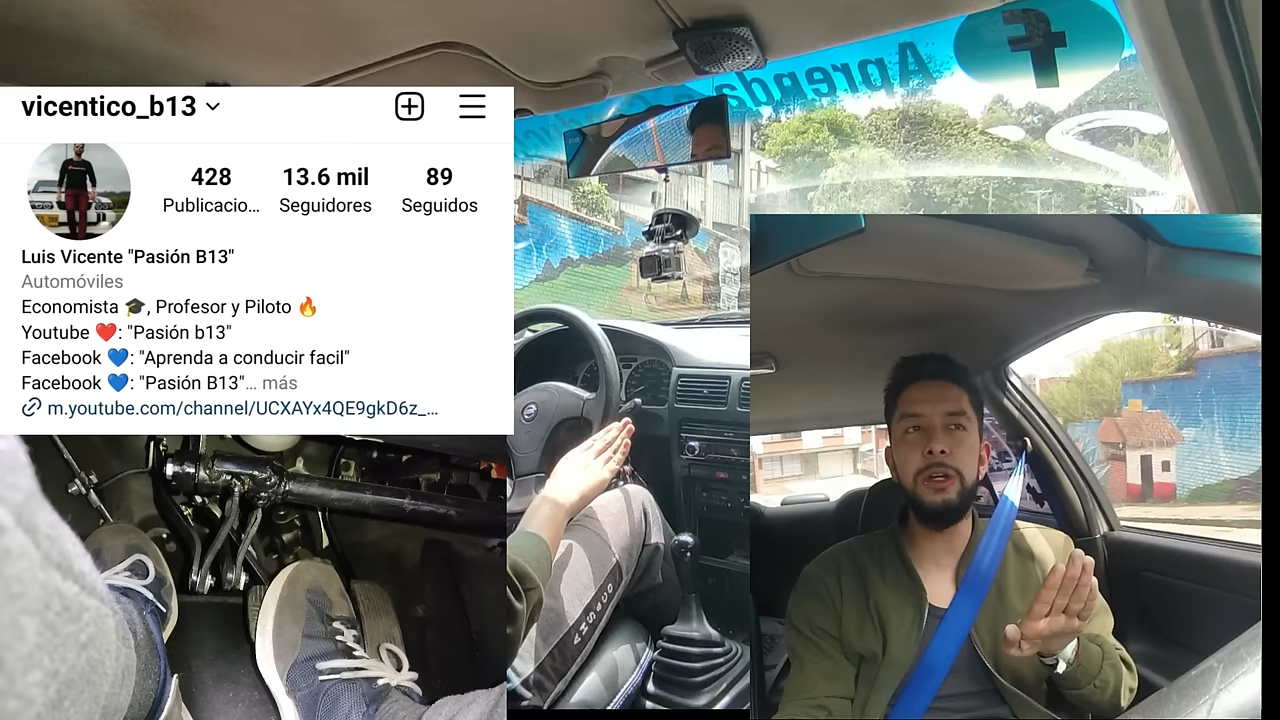 vicentico_b13
428
13.6 mil
89
Publicacio...
Seguidores
Seguidos
Luis Vicente "Pasión B13"
Automóviles
Economista 🎓, Profesor y Piloto 🔥
Youtube ❤️: "Pasión b13"
Facebook 💙: "Aprenda a conducir facil"
Facebook 💙: "Pasión B13"... más
m.youtube.com/channel/UCXAYx4QE9gkD6z_...
Aprenda
f